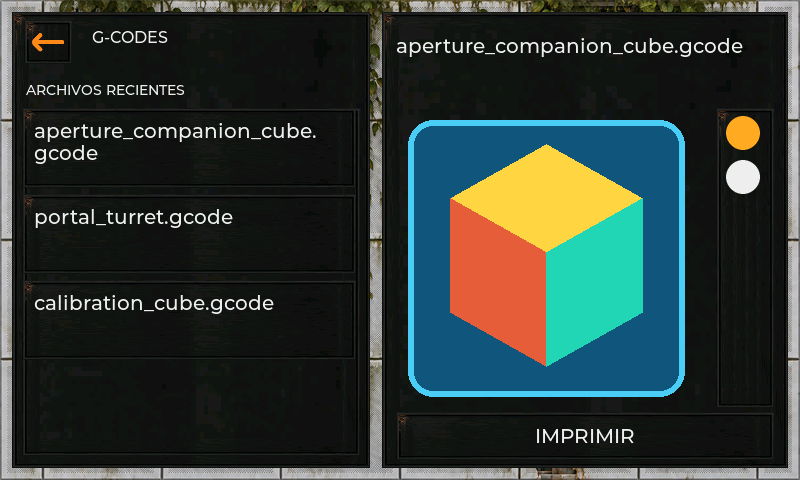 G-CODES
ARCHIVOS RECIENTES
aperture_companion_cube.
gcode
portal_turret.gcode
calibration_cube.gcode
aperture_companion_cube.gcode
IMPRIMIR